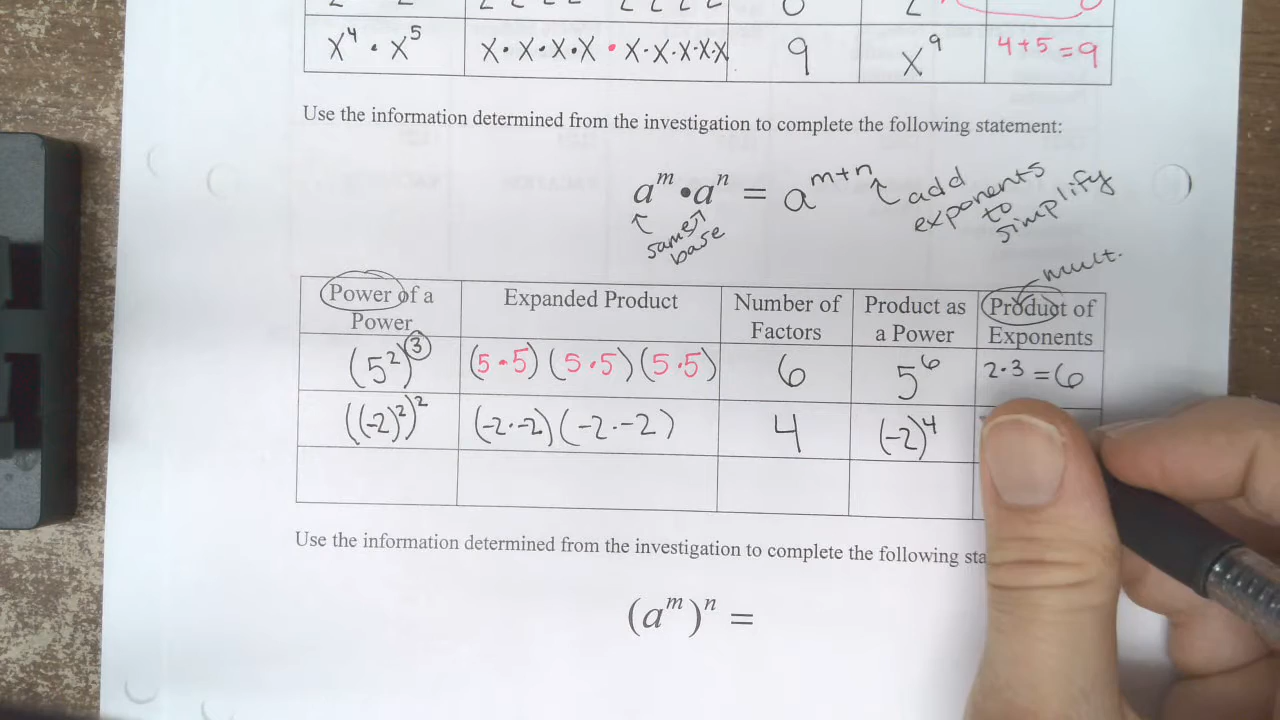 x⁴ · x⁵ x·x·x·x·x·x·x·x·x 9 x⁹ 4+5=9
Use the information determined from the investigation to complete the following statement:
aᵐ•aⁿ = aᵐ⁺ⁿ add exponents to simplify
same base
mult.
Power of a Power Expanded Product Number of Factors Product as a Power Product of Exponents
(5²)³ (5·5)(5·5)(5·5) 6 5⁶ 2·3=6
((-2)²)² (-2·-2)(-2·-2) 4 (-2)⁴
Use the information determined from the investigation to complete the following
(aᵐ)ⁿ =